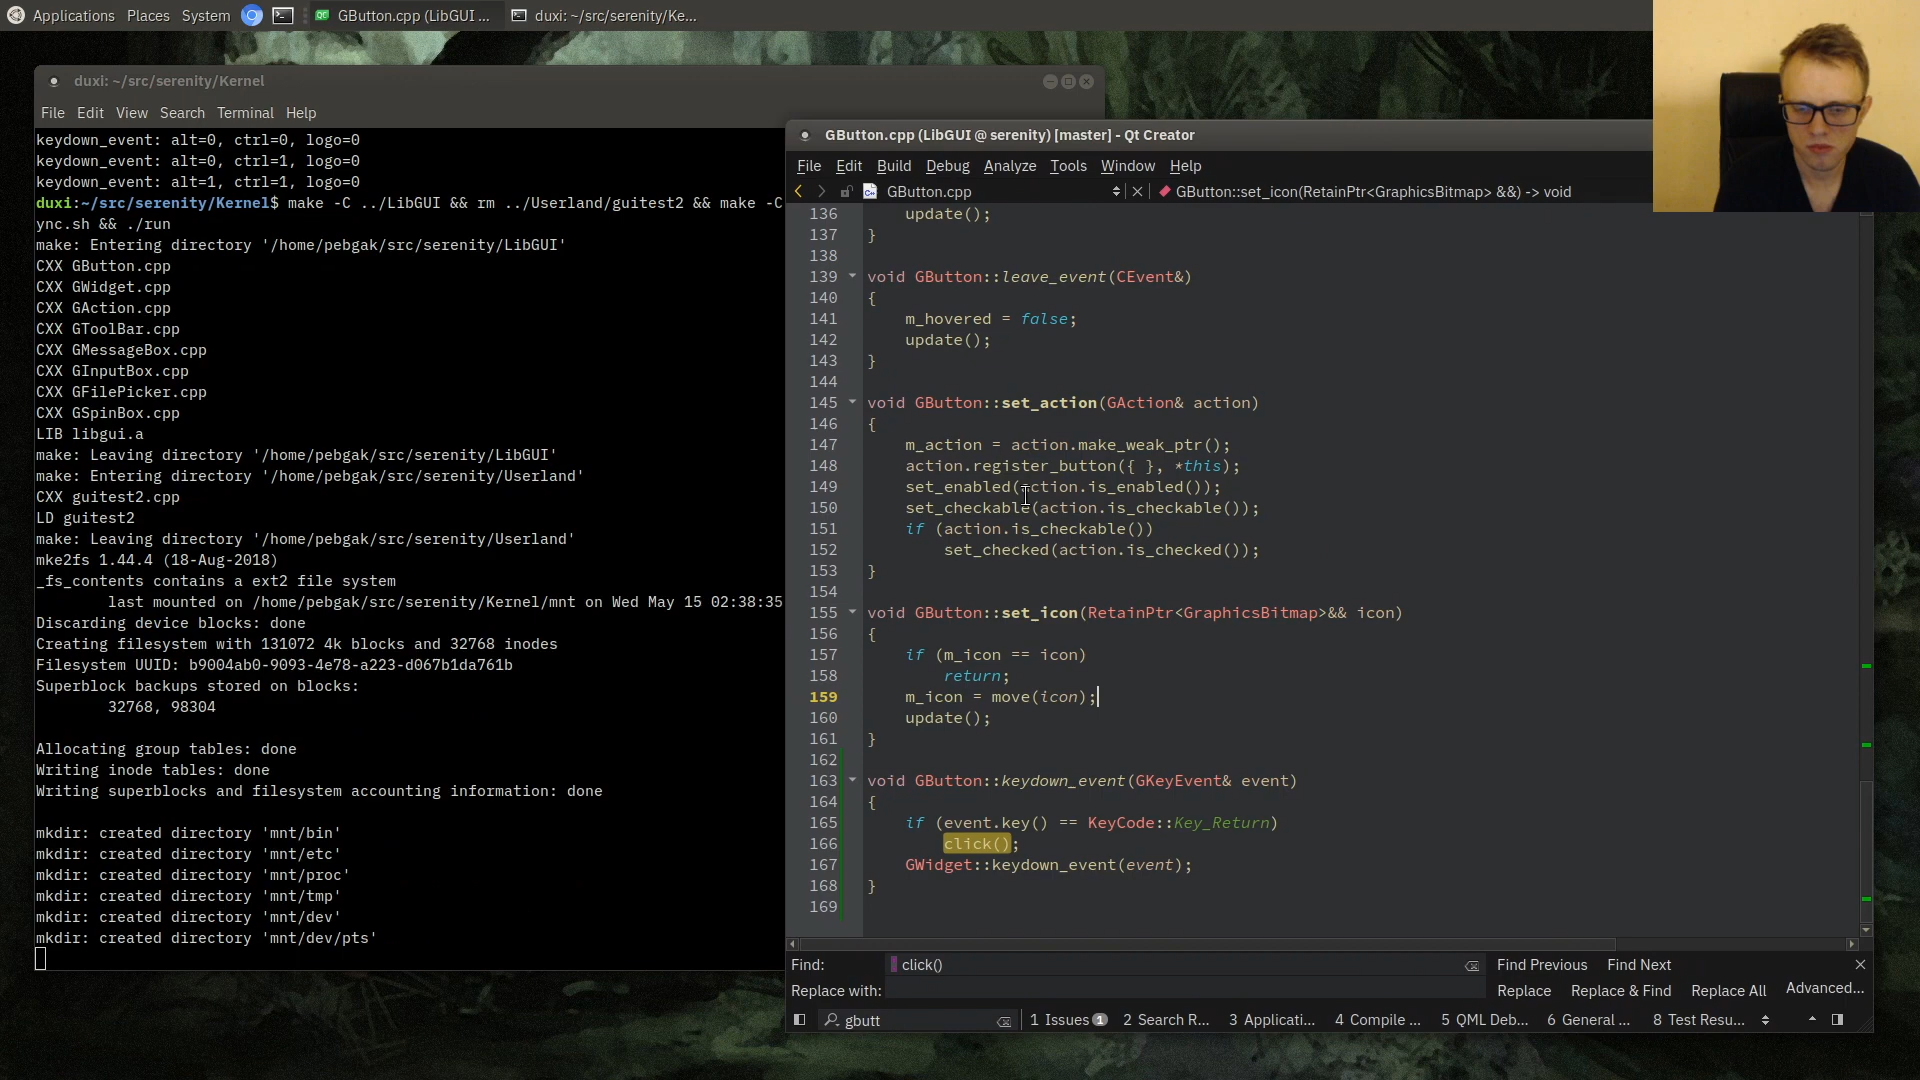 Applications Places System GButton.cpp (LibGUI ... duxi: ~/src/serenity/Ke...
duxi: ~/src/serenity/Kernel
File Edit View Search Terminal Help
keydown_event: alt=0, ctrl=0, logo=0
keydown_event: alt=0, ctrl=1, logo=0
keydown_event: alt=1, ctrl=1, logo=0
duxi:~/src/serenity/Kernel$ make -C ../LibGUI && rm ../Userland/guitest2 && make -C
ync.sh && ./run
make: Entering directory '/home/pebgak/src/serenity/LibGUI'
CXX GButton.cpp
CXX GWidget.cpp
CXX GAction.cpp
CXX GToolBar.cpp
CXX GMessageBox.cpp
CXX GInputBox.cpp
CXX GFilePicker.cpp
CXX GSpinBox.cpp
LIB libgui.a
make: Leaving directory '/home/pebgak/src/serenity/LibGUI'
make: Entering directory '/home/pebgak/src/serenity/Userland'
CXX guitest2.cpp
LD guitest2
make: Leaving directory '/home/pebgak/src/serenity/Userland'
mke2fs 1.44.4 (18-Aug-2018)
_fs_contents contains a ext2 file system
last mounted on /home/pebgak/src/serenity/Kernel/mnt on Wed May 15 02:38:35
Discarding device blocks: done
Creating filesystem with 131072 4k blocks and 32768 inodes
Filesystem UUID: b9004ab0-9093-4e78-a223-d067b1da761b
Superblock backups stored on blocks:
32768, 98304
Allocating group tables: done
Writing inode tables: done
Writing superblocks and filesystem accounting information: done
mkdir: created directory 'mnt/bin'
mkdir: created directory 'mnt/etc'
mkdir: created directory 'mnt/proc'
mkdir: created directory 'mnt/tmp'
mkdir: created directory 'mnt/dev'
mkdir: created directory 'mnt/dev/pts'
GButton.cpp (LibGUI @ serenity) [master] - Qt Creator
File Edit Build Debug Analyze Tools Window Help
GButton.cpp GButton::set_icon(RetainPtr<GraphicsBitmap> &&) -> void
136 update();
137 }
138
139 void GButton::leave_event(CEvent&)
140 {
141 m_hovered = false;
142 update();
143 }
144
145 void GButton::set_action(GAction& action)
146 {
147 m_action = action.make_weak_ptr();
148 action.register_button({ }, *this);
149 set_enabled(action.is_enabled());
150 set_checkable(action.is_checkable());
151 if (action.is_checkable())
152 set_checked(action.is_checked());
153 }
154
155 void GButton::set_icon(RetainPtr<GraphicsBitmap>&& icon)
156 {
157 if (m_icon == icon)
158 return;
159 m_icon = move(icon);
160 update();
161 }
162
163 void GButton::keydown_event(GKeyEvent& event)
164 {
165 if (event.key() == KeyCode::Key_Return)
166 click();
167 GWidget::keydown_event(event);
168 }
169
Find: click() Find Previous Find Next
Replace with: Replace Replace & Find Replace All Advanced...
gbutt 1 Issues 1 2 Search R... 3 Applicati... 4 Compile ... 5 QML Deb... 6 General ... 8 Test Resu...